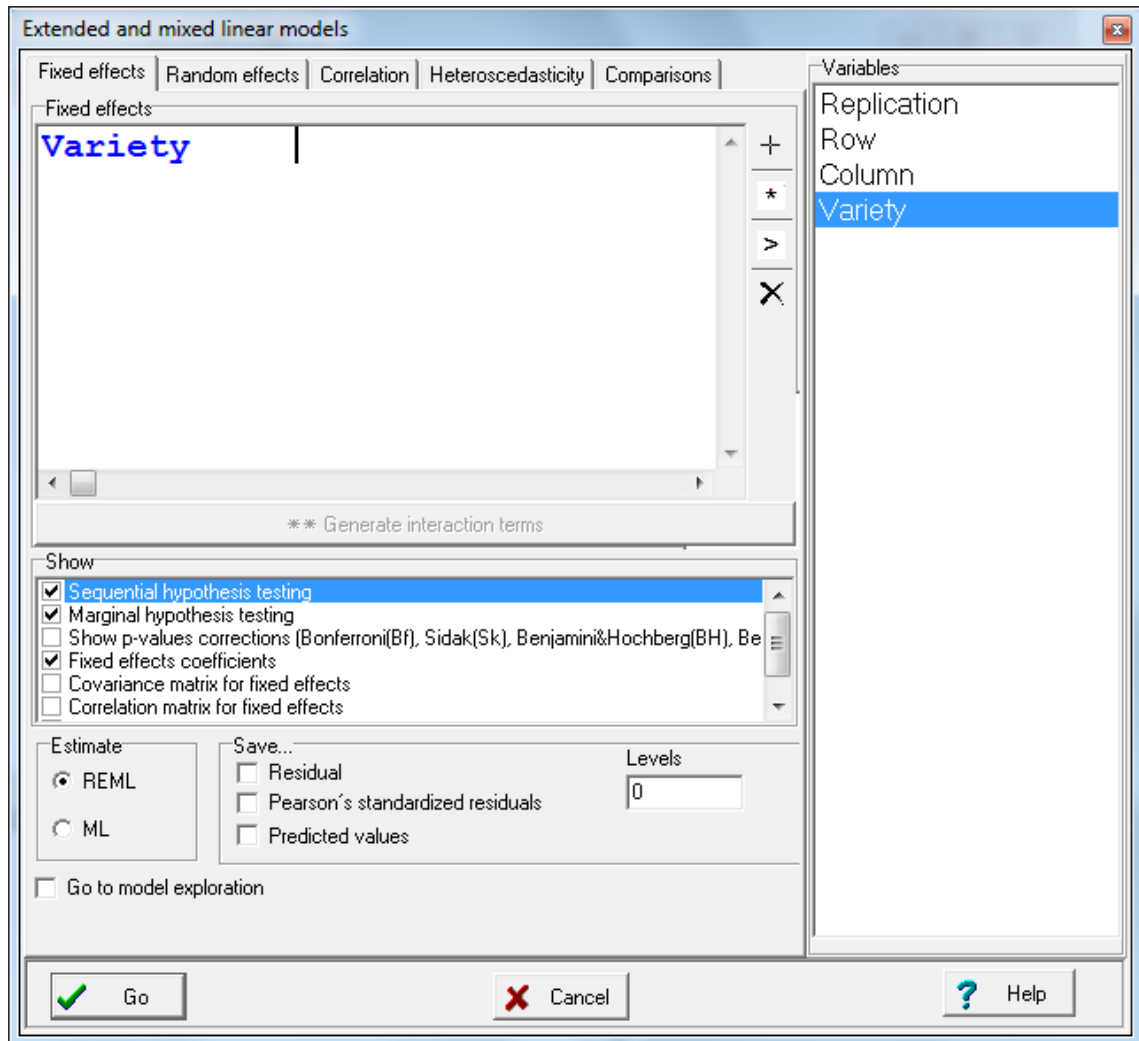 Extended and mixed linear models
Fixed effects Random effects Correlation Heteroscedasticity Comparisons
Fixed effects
Variety
+
*
>
** Generate interaction terms
Show
Sequential hypothesis testing
Marginal hypothesis testing
Show p-values corrections (Bonferroni(Bf), Sidak(Sk), Benjamini&Hochberg(BH), Be
Fixed effects coefficients
Covariance matrix for fixed effects
Correlation matrix for fixed effects
Estimate
REML
ML
Save...
Residual
Pearson´s standardized residuals
Predicted values
Levels
0
Go to model exploration
Variables
Replication
Row
Column
Variety
Go
Cancel
? Help